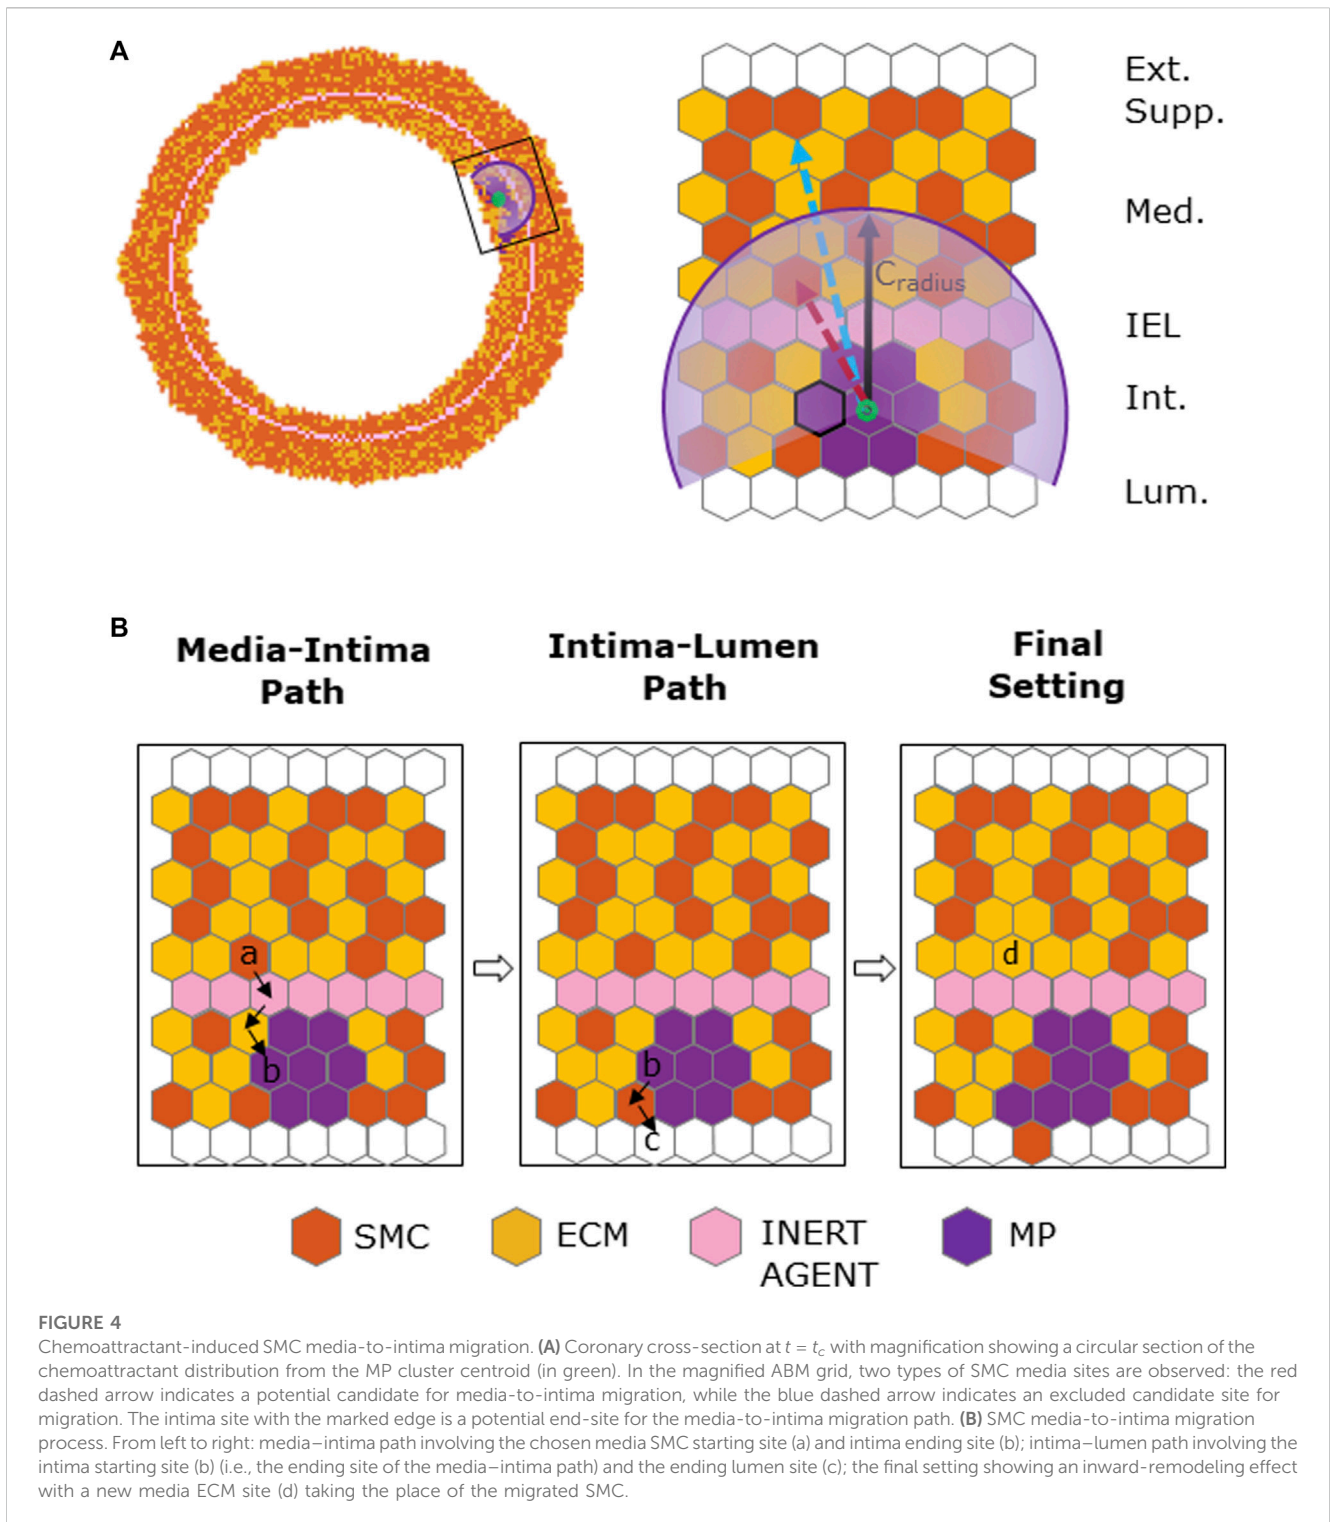 A
Ext.
Supp.
Med.
C_radius
IEL
Int.
Lum.
B
Media-Intima
Path
Intima-Lumen
Path
Final
Setting
a
b
b
c
d
SMC
ECM
INERT
AGENT
MP
FIGURE 4
Chemoattractant-induced SMC media-to-intima migration. (A) Coronary cross-section at t = t_c with magnification showing a circular section of the
chemoattractant distribution from the MP cluster centroid (in green). In the magnified ABM grid, two types of SMC media sites are observed: the red
dashed arrow indicates a potential candidate for media-to-intima migration, while the blue dashed arrow indicates an excluded candidate site for
migration. The intima site with the marked edge is a potential end-site for the media-to-intima migration path. (B) SMC media-to-intima migration
process. From left to right: media–intima path involving the chosen media SMC starting site (a) and intima ending site (b); intima–lumen path involving the
intima starting site (b) (i.e., the ending site of the media–intima path) and the ending lumen site (c); the final setting showing an inward-remodeling effect
with a new media ECM site (d) taking the place of the migrated SMC.